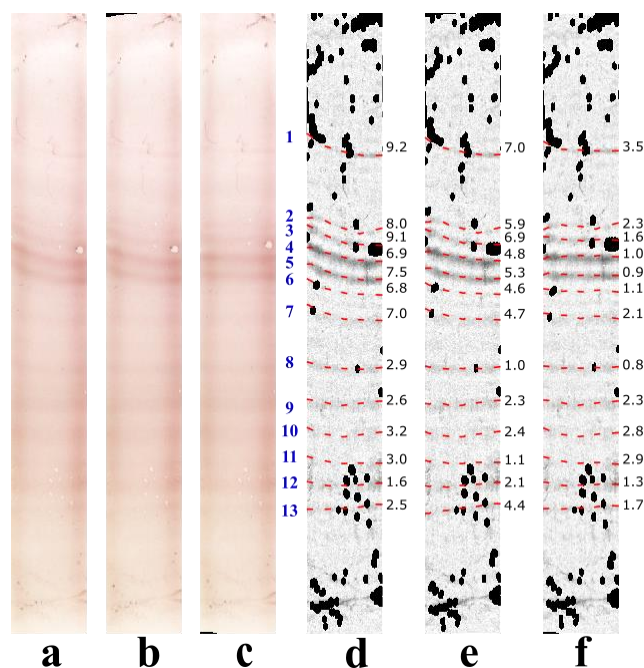 1 9.2 7.0 3.5
2 8.0 5.9 2.3
3 9.1 6.9 1.6
4 6.9 4.8 1.0
5 7.5 5.3 0.9
6 6.8 4.6 1.1
7 7.0 4.7 2.1
8 2.9 1.0 0.8
9 2.6 2.3 2.3
10 3.2 2.4 2.8
11 3.0 1.1 2.9
12 1.6 2.1 1.3
13 2.5 4.4 1.7
a b c d e f